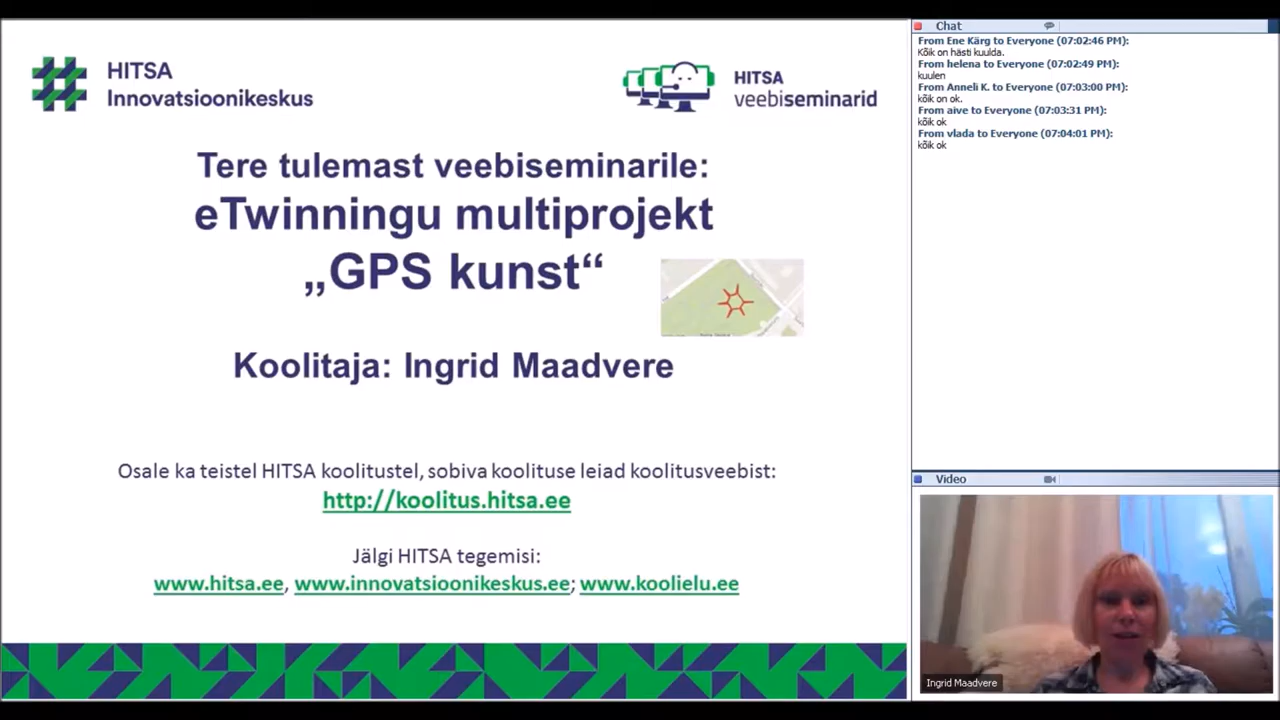 HITSA
Innovatsioonikeskus
HITSA
veebiseminarid
Tere tulemast veebiseminarile:
eTwinningu multiprojekt
„GPS kunst“
Koolitaja: Ingrid Maadvere
Osale ka teistel HITSA koolitustel, sobiva koolituse leiad koolitusveebist:
http://koolitus.hitsa.ee
Jälgi HITSA tegemisi:
www.hitsa.ee, www.innovatsioonikeskus.ee; www.koolielu.ee
Chat
From Ene Kärg to Everyone (07:02:46 PM):
Kõik on hästi kuulda.
From helena to Everyone (07:02:49 PM):
kuulen
From Anneli K. to Everyone (07:03:00 PM):
kõik on ok.
From aive to Everyone (07:03:31 PM):
kõik ok
From vlada to Everyone (07:04:01 PM):
kõik ok
Video
Ingrid Maadvere